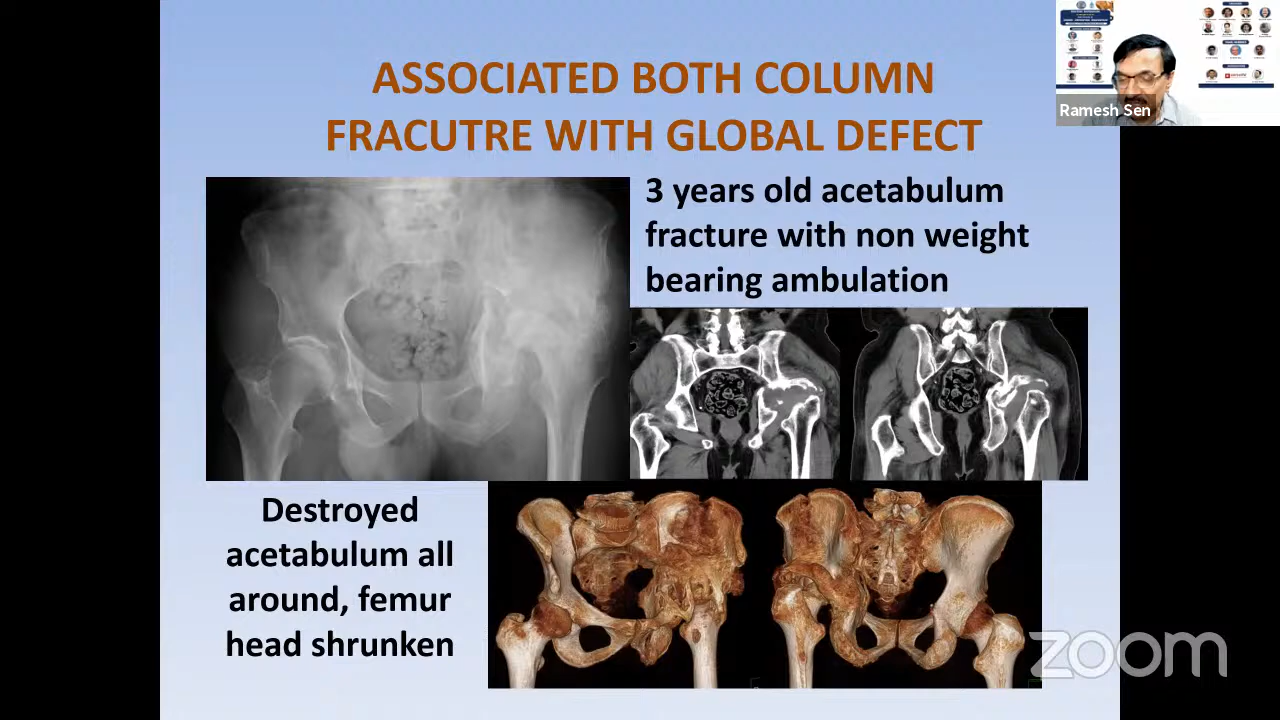 ASSOCIATED BOTH COLUMN
FRACUTRE WITH GLOBAL DEFECT
Ramesh Sen
3 years old acetabulum
fracture with non weight
bearing ambulation
Destroyed
acetabulum all
around, femur
head shrunken
zoom